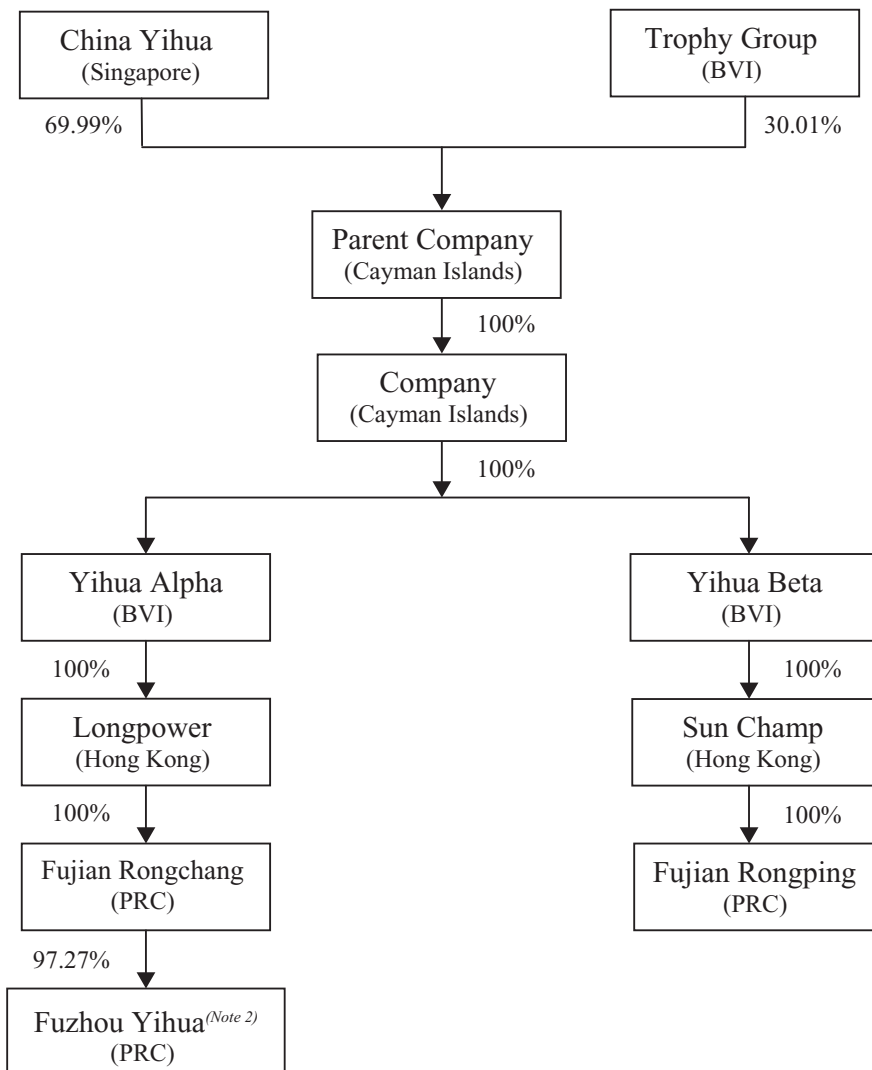 China Yihua
(Singapore)
Trophy Group
(BVI)
69.99%
30.01%
Parent Company
(Cayman Islands)
100%
Company
(Cayman Islands)
100%
Yihua Alpha
(BVI)
Yihua Beta
(BVI)
100%
100%
Longpower
(Hong Kong)
Sun Champ
(Hong Kong)
100%
100%
Fujian Rongchang
(PRC)
Fujian Rongping
(PRC)
97.27%
Fuzhou Yihua(Note 2)
(PRC)